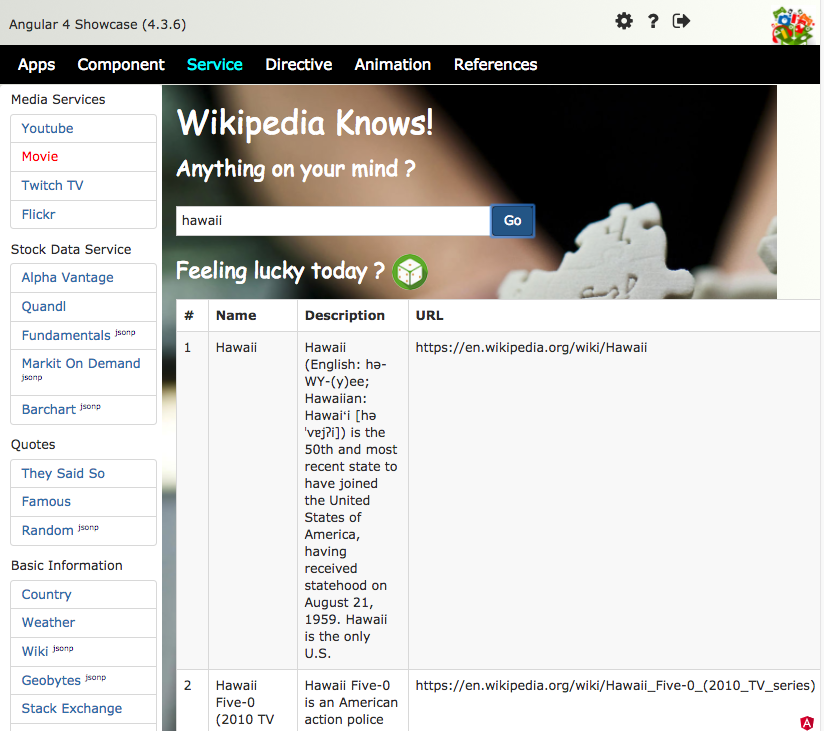 Angular 4 Showcase (4.3.6)
Apps Component Service Directive Animation References
Media Services
Youtube
Movie
Twitch TV
Flickr
Stock Data Service
Alpha Vantage
Quandl
Fundamentals jsonp
Markit On Demand
jsonp
Barchart jsonp
Quotes
They Said So
Famous
Random jsonp
Basic Information
Country
Weather
Wiki jsonp
Geobytes jsonp
Stack Exchange
Wikipedia Knows!
Anything on your mind ?
hawaii Go
Feeling lucky today ?
# Name Description URL
1 Hawaii Hawaii https://en.wikipedia.org/wiki/Hawaii
(English: hə-
WY-(y)ee;
Hawaiian:
Hawaiʻi [hə
ˈvɐjʔi]) is the
50th and most
recent state to
have joined
the United
States of
America,
having
received
statehood on
August 21,
1959. Hawaii
is the only
U.S.
2 Hawaii Hawaii Five-0 https://en.wikipedia.org/wiki/Hawaii_Five-0_(2010_TV_series)
Five-0 is an American
(2010 TV action police